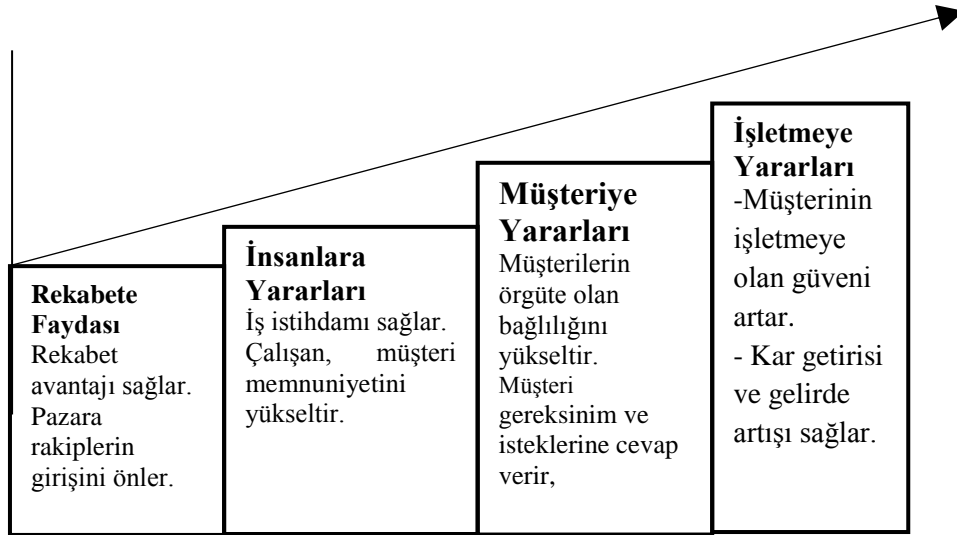 Rekabete
Faydası
Rekabet
avantajı sağlar.
Pazara
rakiplerin
girişini önler.
İnsanlara
Yararları
İş istihdamı sağlar.
Çalışan, müşteri
memnuniyetini
yükseltir.
Müşteriye
Yararları
Müşterilerin
örgüte olan
bağlılığını
yükseltir.
Müşteri
gereksinim ve
isteklerine cevap
verir,
İşletmeye
Yararları
-Müşterinin
işletmeye
olan güveni
artar.
- Kar getirisi
ve gelirde
artışı sağlar.